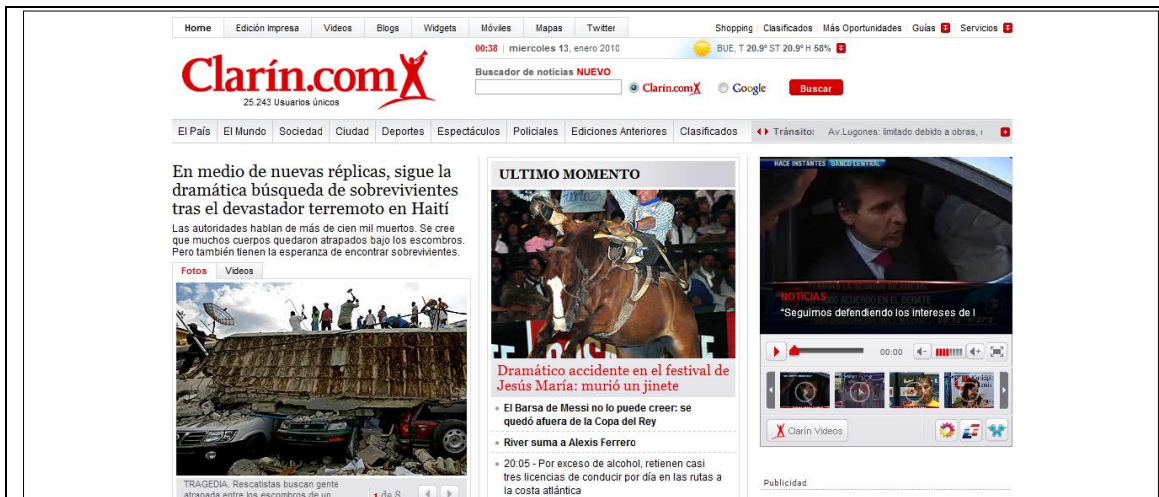 Home Edición Impresa Videos Blogs Widgets Móviles Mapas Twitter Shopping Clasificados Más Oportunidades Guías Servicios
00:38 | miercoles 13, enero 2010 BUE, T 20.9º ST 20.9º H 58%
Clarín.com
25.243 Usuarios únicos
Buscador de noticias NUEVO
Clarín.com Google Buscar
El País El Mundo Sociedad Ciudad Deportes Espectáculos Policiales Ediciones Anteriores Clasificados Tránsito: Av.Lugones: limitado debido a obras,
En medio de nuevas réplicas, sigue la
dramática búsqueda de sobrevivientes
tras el devastador terremoto en Haití
Las autoridades hablan de más de cien mil muertos. Se cree
que muchos cuerpos quedaron atrapados bajo los escombros.
Pero también tienen la esperanza de encontrar sobrevivientes.
Fotos Videos
TRAGEDIA. Rescatistas buscan gente
atrapada entre los escombros de un
1 de 8
ULTIMO MOMENTO
Dramático accidente en el festival de
Jesús María: murió un jinete
El Barsa de Messi no lo puede creer: se
quedó afuera de la Copa del Rey
River suma a Alexis Ferrero
20:05 - Por exceso de alcohol, retienen casi
tres licencias de conducir por día en las rutas a
la costa atlántica
HACE INSTANTES BANCO CENTRAL
NOTICIAS
"Seguimos defendiendo los intereses de l
00:00
Clarín Videos
Publicidad